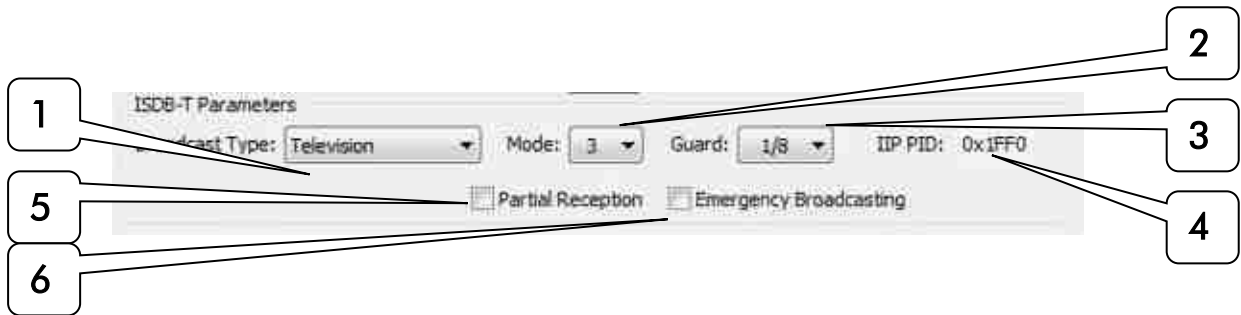 2
1
ISDB-T Parameters
Broadcast Type: Television Mode: 3 Guard: 1/8 IIP PID: 0x1FF0
3
5
Partial Reception Emergency Broadcasting
4
6